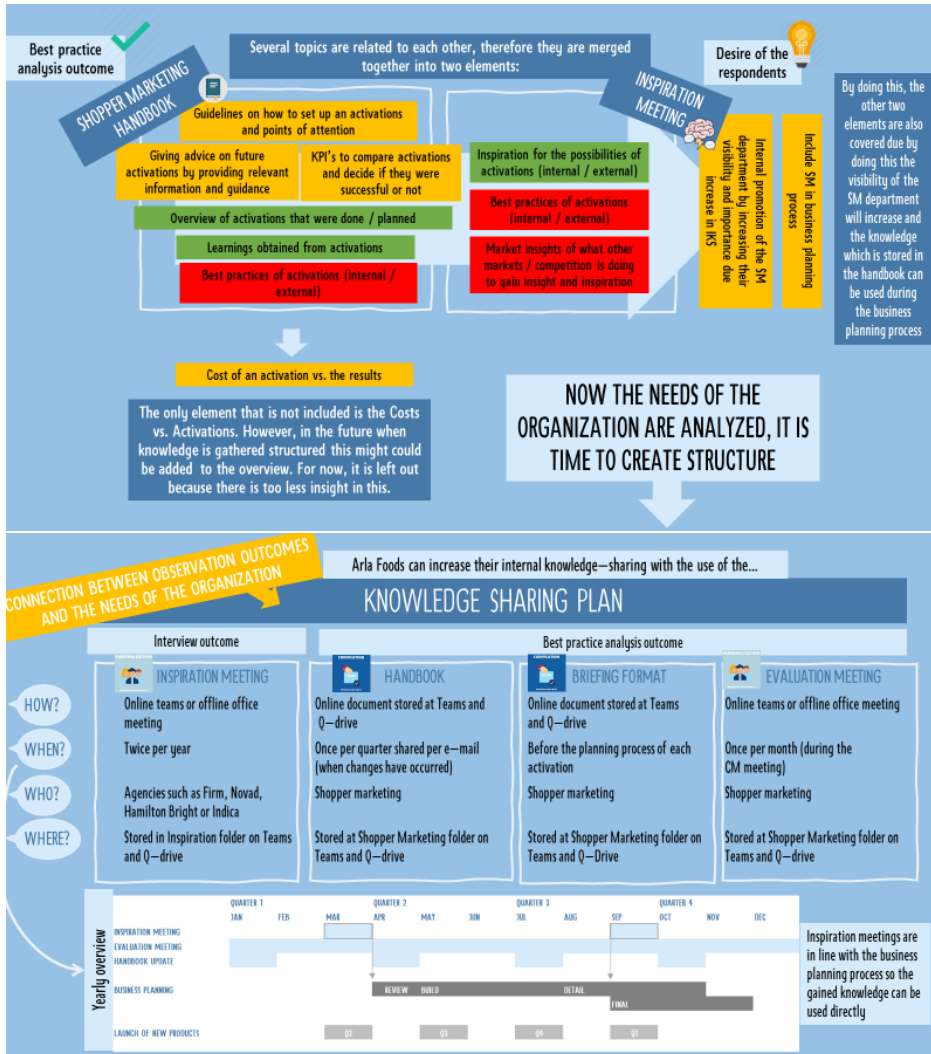 Best practice
analysis outcome
Several topics are related to each other, therefore they are merged
together into two elements:
Desire of the
respondents
SHOPPER MARKETING
HANDBOOK
INSPIRATION
MEETING
Guidelines on how to set up an activations
and points of attention
Giving advice on future
activations by providing relevant
information and guidance
KPI's to compare activations
and decide if they were
successful or not
Overview of activations that were done / planned
Learnings obtained from activations
Best practices of activations (internal /
external)
Inspiration for the possibilities of
activations (internal / external)
Best practices of activations
(internal / external)
Market insights of what other
markets / competition is doing
to gain insight and inspiration
Internal promotion of the SM
department by increasing their
visibility and importance due
increase in IKS
Include SM in business planning
process
By doing this, the
other two
elements are also
covered due by
doing this the
visibility of the
SM department
will increase and
the knowledge
which is stored in
the handbook can
be used during
the business
planning process
Cost of an activation vs. the results
The only element that is not included is the Costs
vs. Activations. However, in the future when
knowledge is gathered structured this might could
be added to the overview. For now, it is left out
because there is too less insight in this.
NOW THE NEEDS OF THE
ORGANIZATION ARE ANALYZED, IT IS
TIME TO CREATE STRUCTURE
CONNECTION BETWEEN OBSERVATION OUTCOMES
AND THE NEEDS OF THE ORGANIZATION
Arla Foods can increase their internal knowledge-sharing with the use of the...
KNOWLEDGE SHARING PLAN
Interview outcome
Best practice analysis outcome
INSPIRATION MEETING
HANDBOOK
BRIEFING FORMAT
EVALUATION MEETING
HOW?
Online teams or offline office
meeting
Online document stored at Teams and
Q-drive
Online document stored at Teams
and Q-drive
Online teams or offline office meeting
WHEN?
Twice per year
Once per quarter shared per e-mail
(when changes have occurred)
Before the planning process of each
activation
Once per month (during the
CM meeting)
WHO?
Agencies such as Firm, Novad,
Hamilton Bright or Indica
Shopper marketing
Shopper marketing
Shopper marketing
WHERE?
Stored in Inspiration folder on Teams
and Q-drive
Stored at Shopper Marketing folder on
Teams and Q-drive
Stored at Shopper Marketing folder on
Teams and Q-Drive
Stored at Shopper Marketing folder on
Teams and Q-drive
Yearly overview
QUARTER 1 QUARTER 2 QUARTER 3 QUARTER 4
JAN FEB MAR APR MAY JUN JUL AUG SEP OCT NOV DEC
INSPIRATION MEETING
EVALUATION MEETING
HANDBOOK UPDATE
BUSINESS PLANNING REVIEW BUILD DETAIL
FINAL
LAUNCH OF NEW PRODUCTS Q2 Q3 Q4 Q1
Inspiration meetings are
in line with the business
planning process so the
gained knowledge can be
used directly